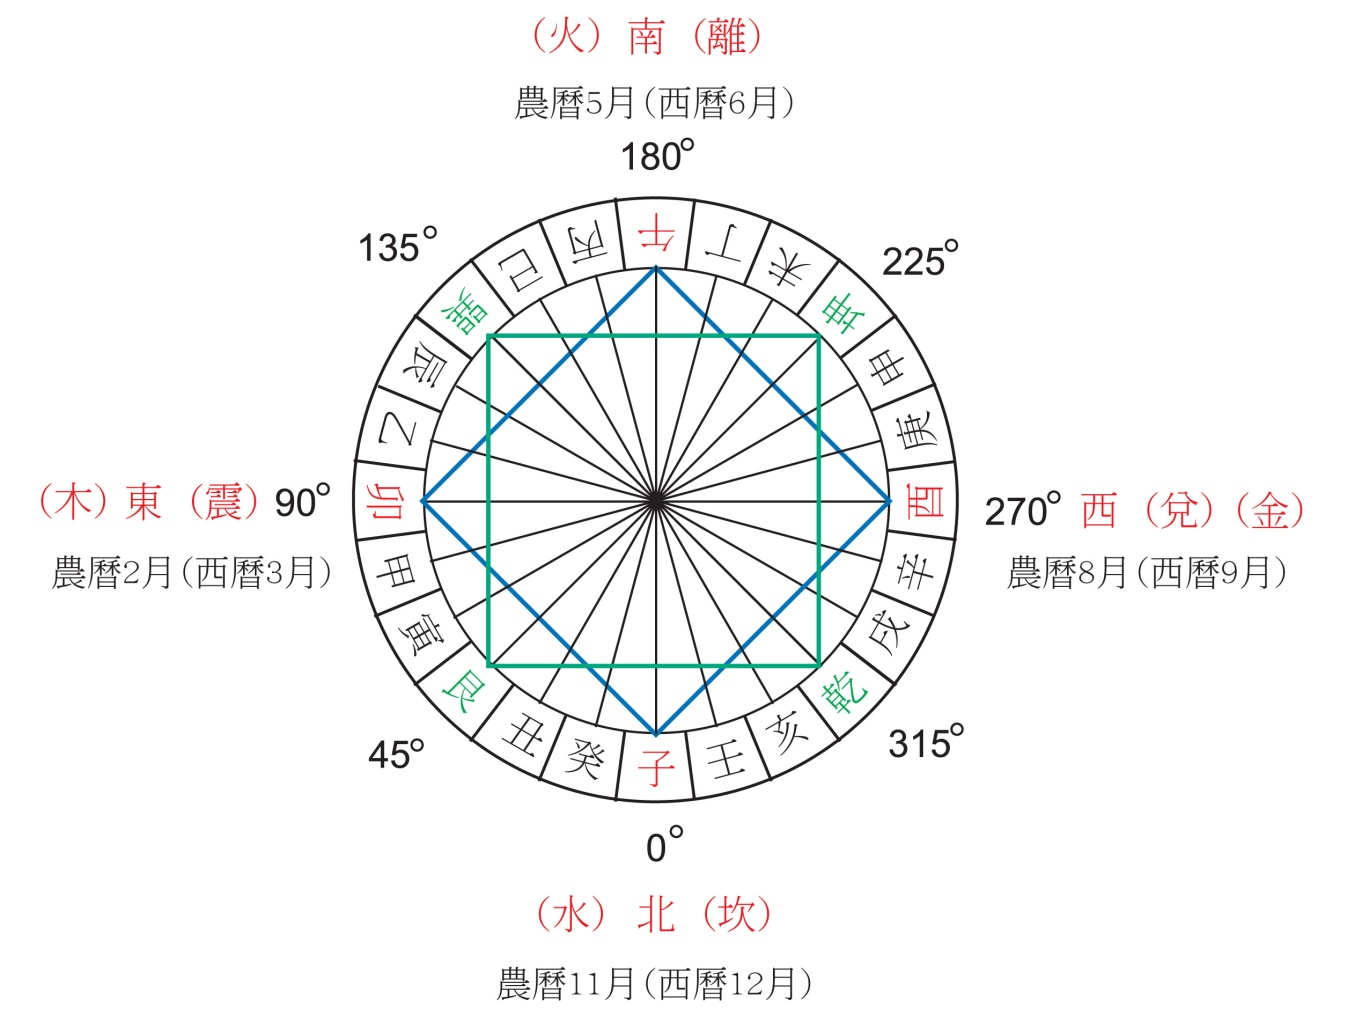 （火）南（離）
農曆5月（西曆6月）
180°
135°
225°
午
丁
未
坤
申
庚
酉
辛
戌
乾
亥
壬
子
癸
丑
艮
寅
甲
卯
乙
辰
巽
巳
丙
（木）東（震）90°
農曆2月（西曆3月）
270°西（兌）（金）
農曆8月（西曆9月）
45°
315°
0°
（水）北（坎）
農曆11月（西曆12月）